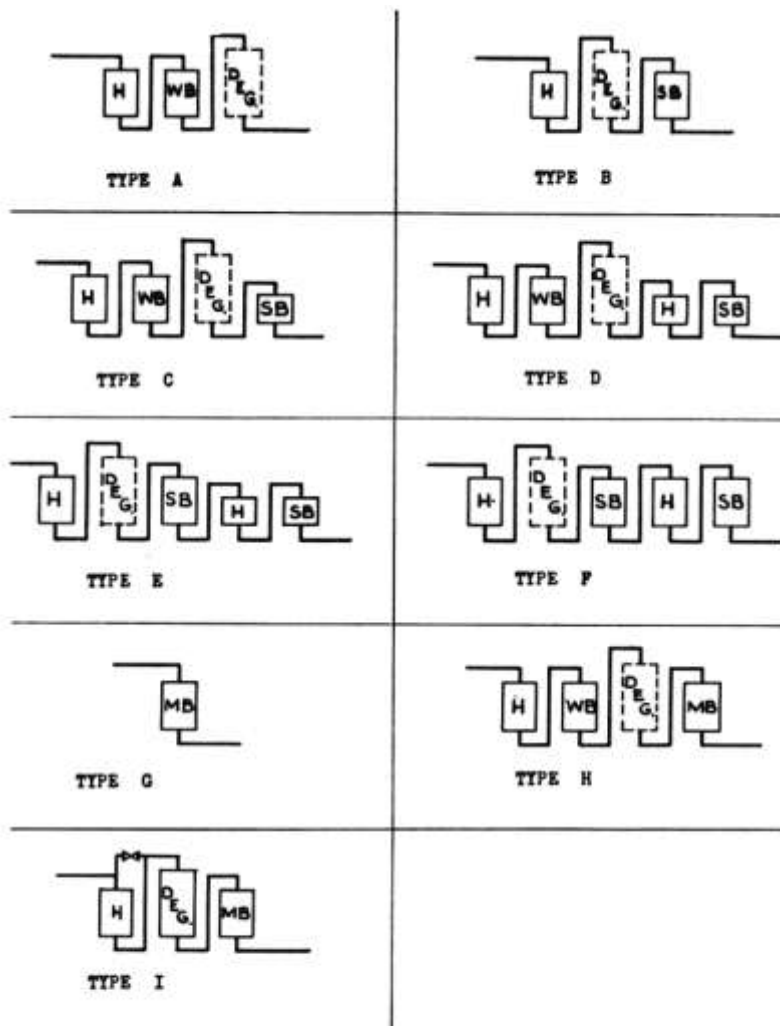 H WB DEG.
TYPE A
H DEG. SB
TYPE B
H WB DEG. SB
TYPE C
H WB DEG. H SB
TYPE D
H DEG. SB H SB
TYPE E
H DEG. SB H SB
TYPE F
MB
TYPE G
H WB DEG. MB
TYPE H
H DEG. MB
TYPE I